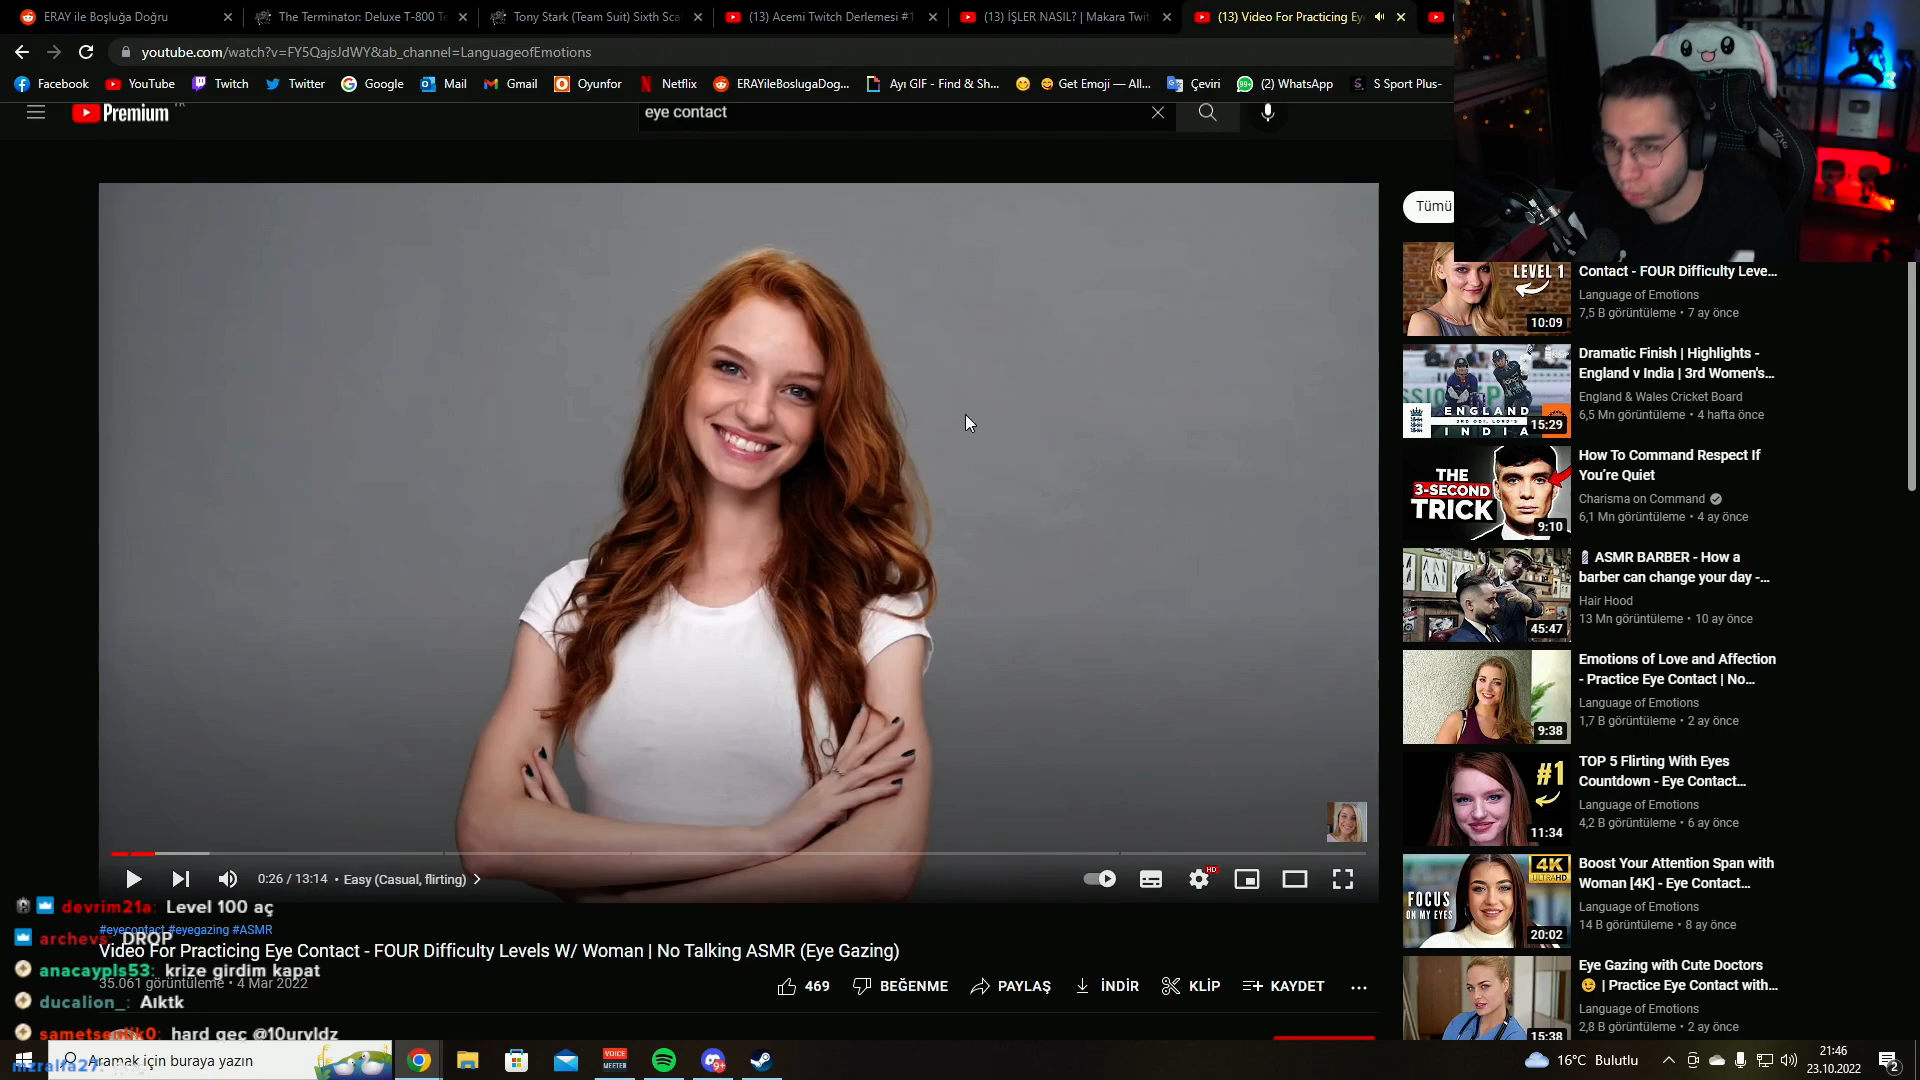 ERAY ile Boşluğa Doğru
The Terminator: Deluxe T-800 Te
Tony Stark (Team Suit) Sixth Sca
(13) Acemi Twitch Derlemesi #1
(13) İŞLER NASIL? | Makara Twit
(13) Video For Practicing Ey
youtube.com/watch?v=FY5QajsJdWY&ab_channel=LanguageofEmotions
Facebook
YouTube
Twitch
Twitter
Google
Mail
Gmail
Oyunfor
Netflix
ERAYileBoslugaDog...
Ayı GIF - Find & Sh...
Get Emoji — All...
Çeviri
(2) WhatsApp
S Sport Plus-
Premium
eye contact
Tümü
LEVEL 1
10:09
Contact - FOUR Difficulty Leve...
Language of Emotions
7,5 B görüntüleme • 7 ay önce
ENGLAND
INDIA
15:29
Dramatic Finish | Highlights -
England v India | 3rd Women's...
England & Wales Cricket Board
6,5 Mn görüntüleme • 4 hafta önce
THE
3-SECOND
TRICK
9:10
How To Command Respect If
You're Quiet
Charisma on Command
6,1 Mn görüntüleme • 4 ay önce
45:47
💈 ASMR BARBER - How a
barber can change your day -...
Hair Hood
13 Mn görüntüleme • 10 ay önce
9:38
Emotions of Love and Affection
- Practice Eye Contact | No...
Language of Emotions
1,7 B görüntüleme • 2 ay önce
#1
11:34
TOP 5 Flirting With Eyes
Countdown - Eye Contact...
Language of Emotions
4,2 B görüntüleme • 6 ay önce
4K
ULTRA HD
FOCUS
ON MY EYES
20:02
Boost Your Attention Span with
Woman [4K] - Eye Contact...
Language of Emotions
14 B görüntüleme • 8 ay önce
15:38
Eye Gazing with Cute Doctors
😉 | Practice Eye Contact with...
Language of Emotions
2,8 B görüntüleme • 2 ay önce
0:26 / 13:14 • Easy (Casual, flirting)
HD
devrim21a: Level 100 aç
#eyecontact #eyegazing #ASMR
archevs: DROP
Video For Practicing Eye Contact - FOUR Difficulty Levels W/ Woman | No Talking ASMR (Eye Gazing)
anacaypls53: krize girdim kapat
35.061 görüntüleme • 4 Mar 2022
469
BEĞENME
PAYLAŞ
İNDİR
KLİP
KAYDET
ducalion_: Aıktk
hard geç @10uryldz
Aramak için buraya yazın
VOICE
MEETER
9+
16°C Bulutlu
21:46
23.10.2022
2